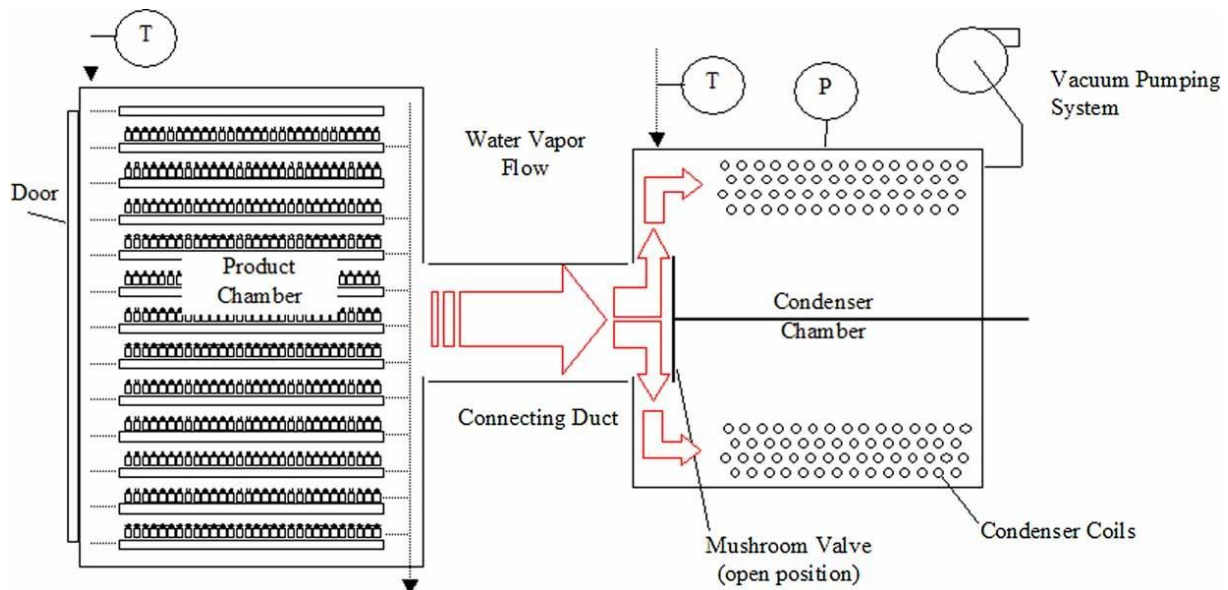 T
T
P
Vacuum Pumping
System
Water Vapor
Flow
Door
Product
Chamber
Condenser
Chamber
Connecting Duct
Mushroom Valve
(open position)
Condenser Coils